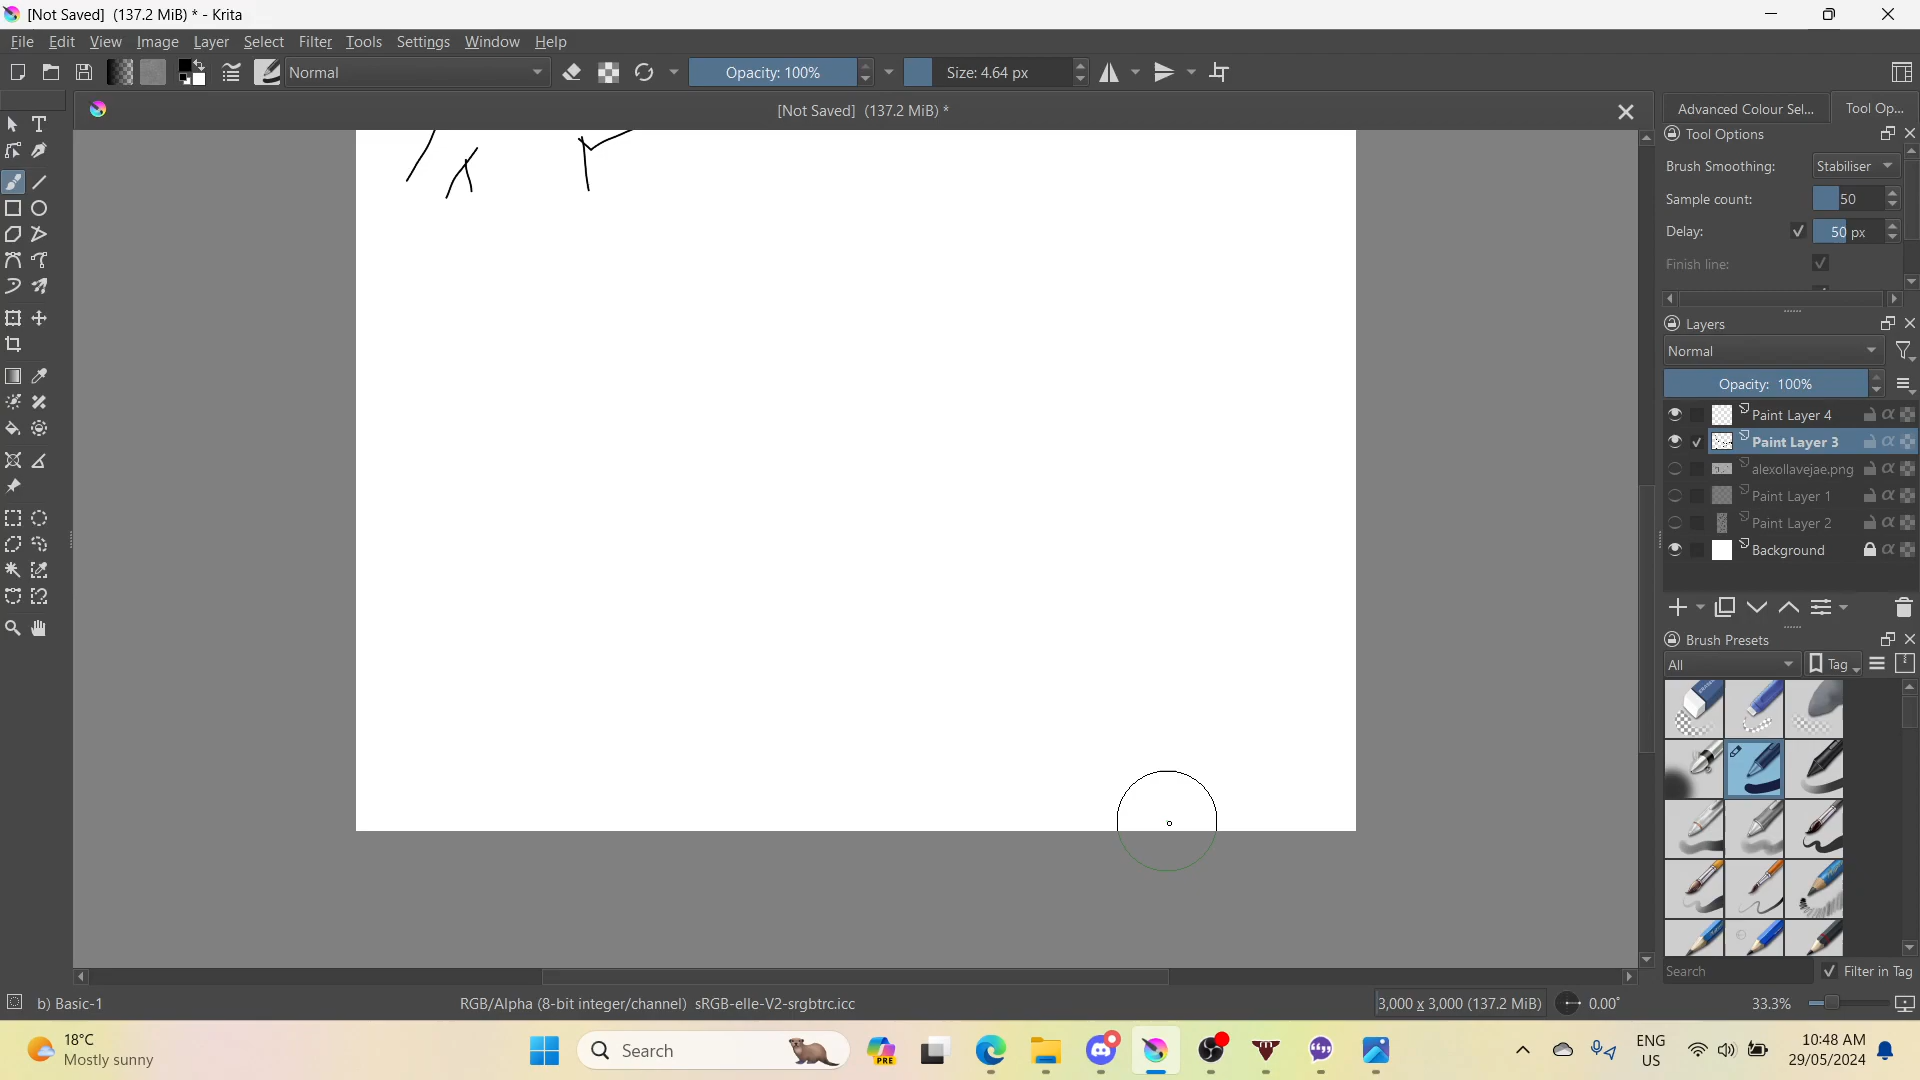 [Not Saved] (137.2 MiB) * - Krita
File Edit View Image Layer Select Filter Tools Settings Window Help
Normal Opacity: 100% Size: 4.64 px
[Not Saved] (137.2 MiB) *
Advanced Colour Sel... Tool Op...
Tool Options
Brush Smoothing: Stabiliser
Sample count: 50
Delay: 50 px
Finish line:
Layers
Normal
Opacity: 100%
Paint Layer 4
Paint Layer 3
alexollavejae.png
Paint Layer 1
Paint Layer 2
Background
Brush Presets
All Tag
Search Filter in Tag
b) Basic-1 RGB/Alpha (8-bit integer/channel) sRGB-elle-V2-srgbtrc.icc 3,000 x 3,000 (137.2 MiB) 0.00° 33.3%
18°C
Mostly sunny
Search
PRE
ENG
US
10:48 AM
29/05/2024